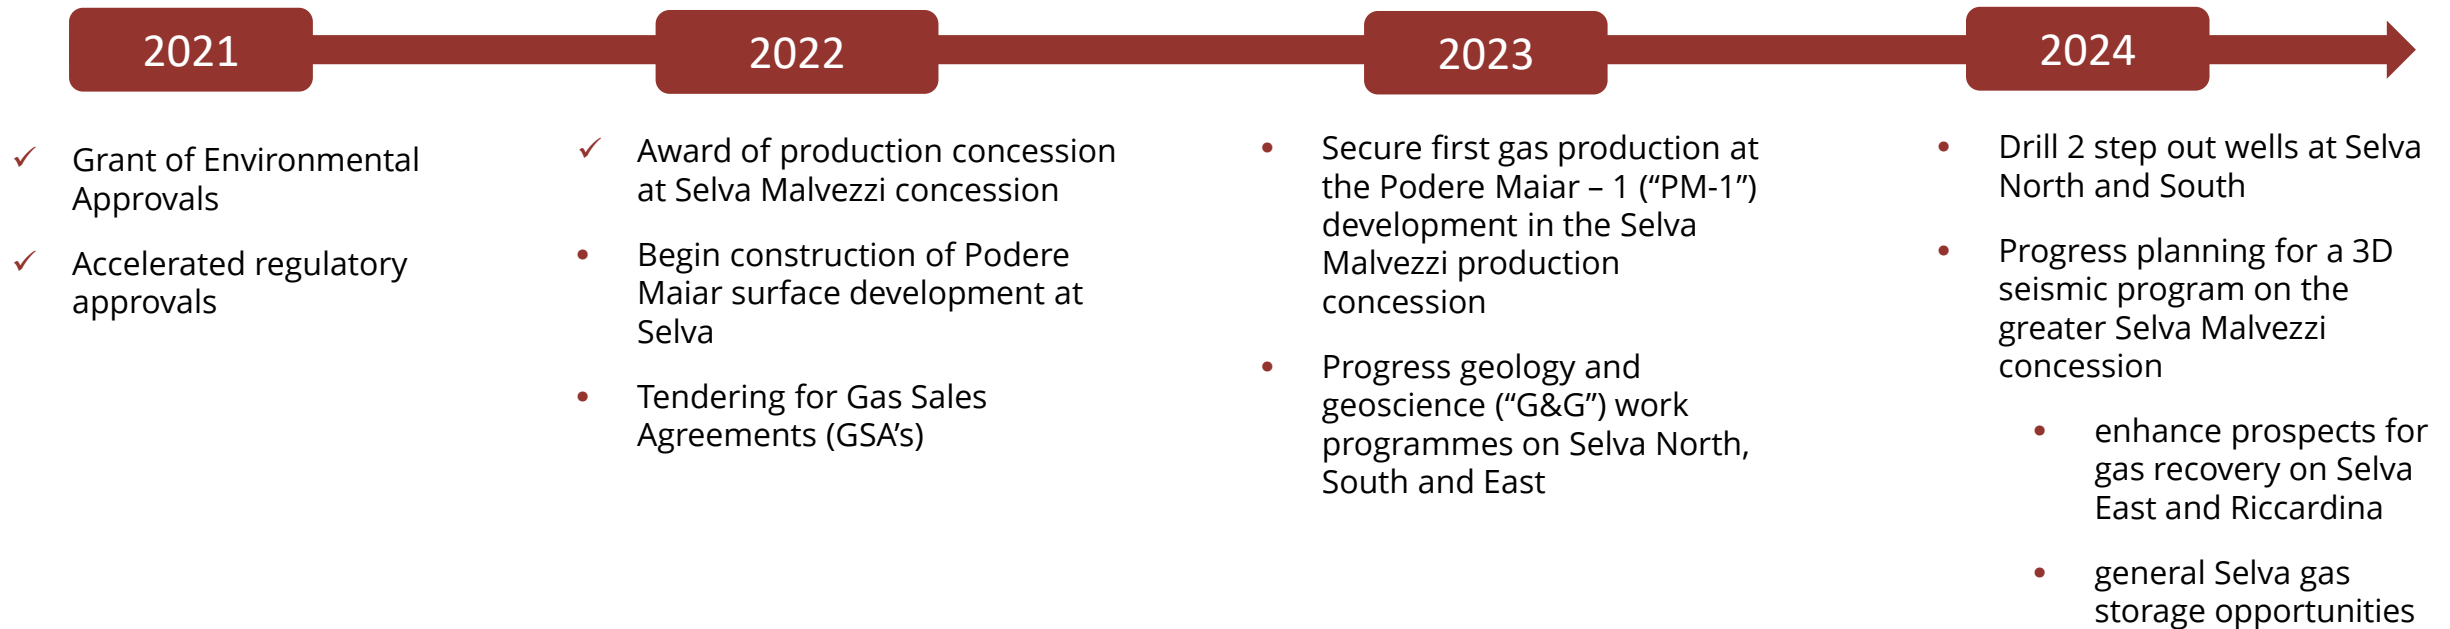 2021
✓ Grant of Environmental
Approvals
✓ Accelerated regulatory
approvals
2022
✓ Award of production concession
at Selva Malvezzi concession
• Begin construction of Podere
Maiar surface development at
Selva
• Tendering for Gas Sales
Agreements (GSA’s)
2023
• Secure first gas production at
the Podere Maiar – 1 (“PM-1”)
development in the Selva
Malvezzi production
concession
• Progress geology and
geoscience (“G&G”) work
programmes on Selva North,
South and East
2024
• Drill 2 step out wells at Selva
North and South
• Progress planning for a 3D
seismic program on the
greater Selva Malvezzi
concession
• enhance prospects for
gas recovery on Selva
East and Riccardina
• general Selva gas
storage opportunities